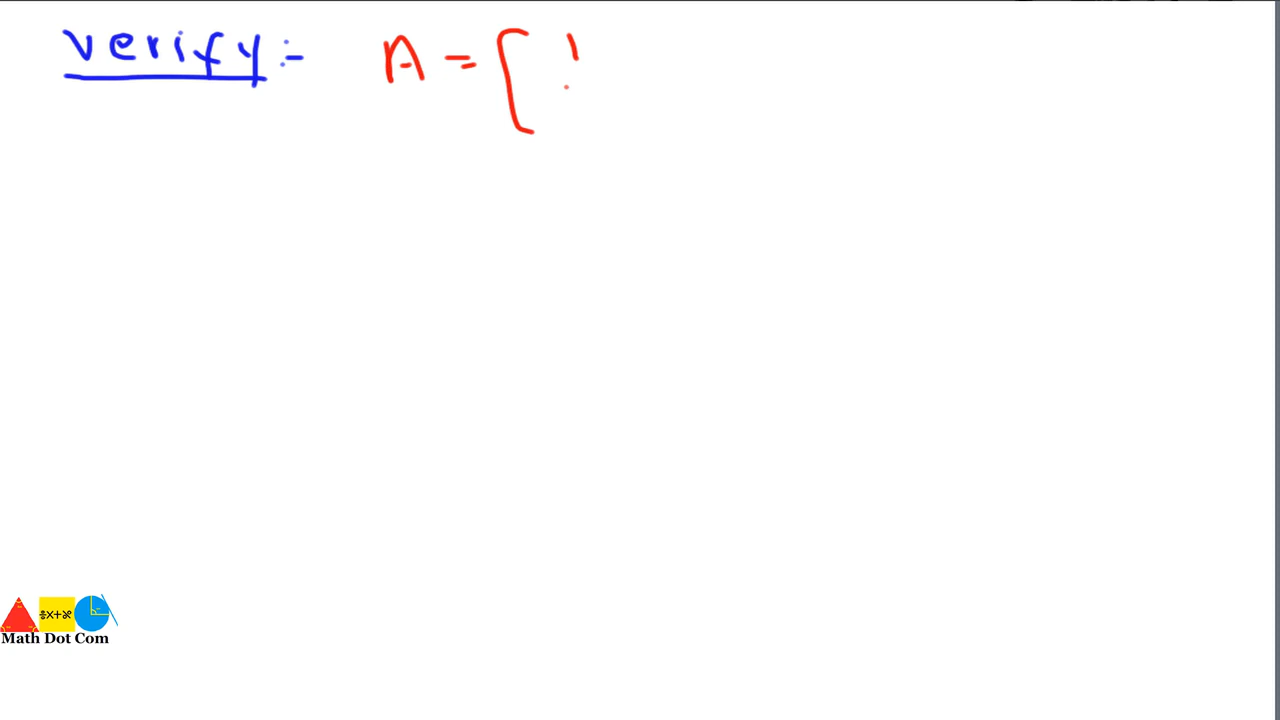 Verify :- A = [ 1
÷x+≥
Math Dot Com